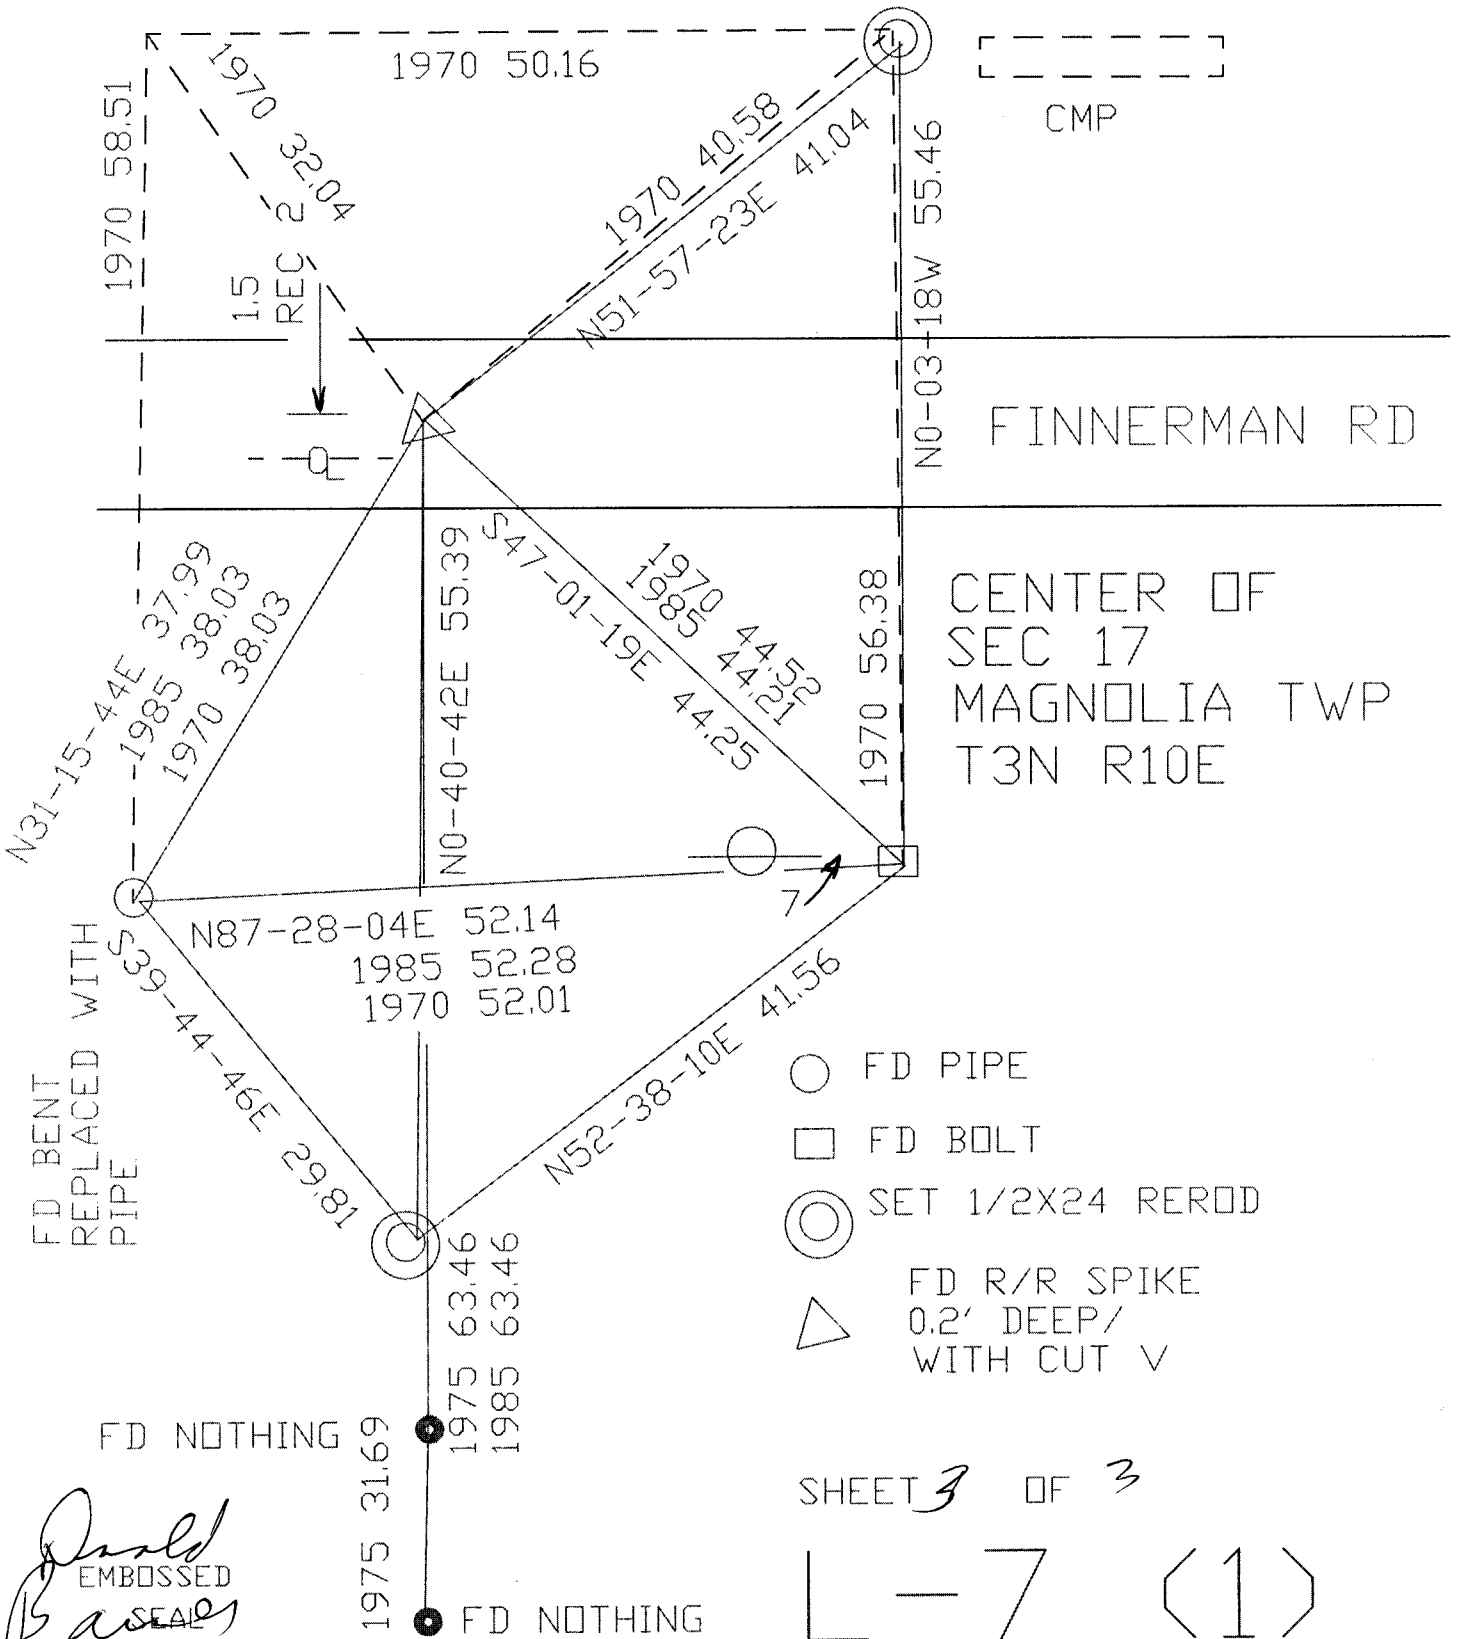 1970 50.16
1970 32.04
1970 58.51
CMP
1970 40.58
N51-57-23E 41.04
N0-03-18W 55.46
1.5
REC 2
CL
FINNERMAN RD
N31-15-44E 37.99
1985 38.03
1970 38.03
N0-40-42E 55.39
1970 44.52
1985 44.21
S47-01-19E 44.25
1970 56.38
CENTER OF
SEC 17
MAGNOLIA TWP
T3N R10E
7
N87-28-04E 52.14
1985 52.28
1970 52.01
FD BENT
REPLACED WITH
PIPE
S39-44-46E 29.81
N52-38-10E 41.56
FD PIPE
FD BOLT
SET 1/2X24 REROD
FD R/R SPIKE
0.2' DEEP/
WITH CUT V
1975 63.46
1985 63.46
FD NOTHING
1975 31.69
FD NOTHING
SHEET 3 OF 3
Donald
EMBOSSED
Barnes
SEAL
L-7 (1)